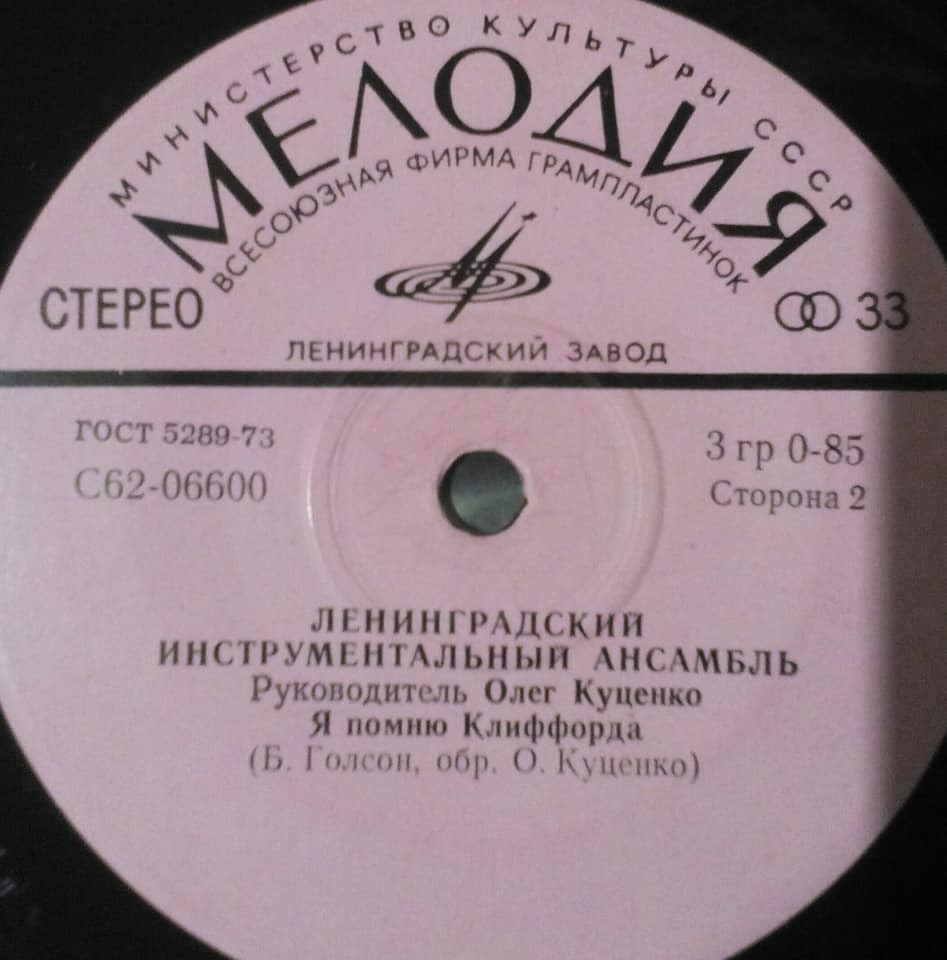 МИНИСТЕРСТВО КУЛЬТУРЫ СССР
МЕЛОДИЯ
ВСЕСОЮЗНАЯ ФИРМА ГРАМПЛАСТИНОК
СТЕРЕО
33
ЛЕНИНГРАДСКИЙ ЗАВОД
ГОСТ 5289-73
3 гр 0-85
С62-06600
Сторона 2
ЛЕНИНГРАДСКИЙ
ИНСТРУМЕНТАЛЬНЫЙ АНСАМБЛЬ
Руководитель Олег Куценко
Я помню Клиффорда
(Б. Голсон, обр. О. Куценко)